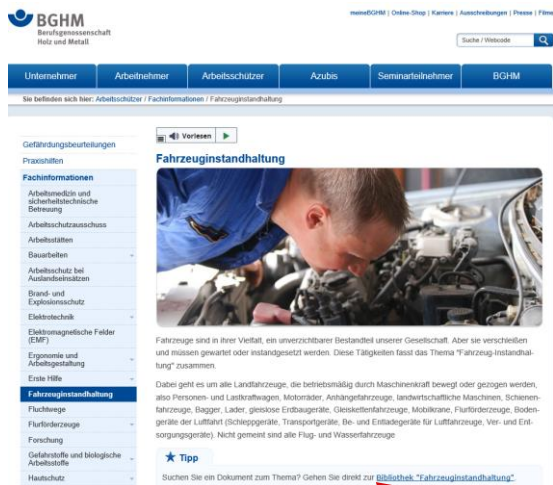 meineBGHM | Online-Shop | Karriere | Ausschreibungen | Presse | Filme
BGHM
Berufsgenossenschaft
Holz und Metall
Suche / Webcode
Unternehmer
Arbeitnehmer
Arbeitsschützer
Azubis
Seminarteilnehmer
BGHM
Sie befinden sich hier: Arbeitsschützer / Fachinformationen / Fahrzeuginstandhaltung
Vorlesen
Gefährdungsbeurteilungen
Praxishilfen
Fachinformationen
Arbeitsmedizin und
sicherheitstechnische
Betreuung
Arbeitsschutzausschuss
Arbeitsstätten
Bauarbeiten
Arbeitsschutz bei
Auslandseinsätzen
Brand- und
Explosionsschutz
Elektrotechnik
Elektromagnetische Felder
(EMF)
Ergonomie und
Arbeitsgestaltung
Erste Hilfe
Fahrzeuginstandhaltung
Fluchtwege
Flurförderzeuge
Forschung
Gefahrstoffe und biologische
Arbeitsstoffe
Hautschutz
Fahrzeuginstandhaltung
Fahrzeuge sind in ihrer Vielfalt, ein unverzichtbarer Bestandteil unserer Gesellschaft. Aber sie verschleißen
und müssen gewartet oder instandgesetzt werden. Diese Tätigkeiten fasst das Thema "Fahrzeug-Instandhal-
tung" zusammen.
Dabei geht es um alle Landfahrzeuge, die betriebsmäßig durch Maschinenkraft bewegt oder gezogen werden,
also Personen- und Lastkraftwagen, Motorräder, Anhängefahrzeuge, landwirtschaftliche Maschinen, Schienen-
fahrzeuge, Bagger, Lader, gleislose Erdbaugeräte, Gleiskettenfahrzeuge, Mobilkrane, Flurförderzeuge, Boden-
geräte der Luftfahrt (Schleppgeräte, Transportgeräte, Be- und Entladegeräte für Luftfahrzeuge, Ver- und Ent-
sorgungsgeräte). Nicht gemeint sind alle Flug- und Wasserfahrzeuge
Tipp
Suchen Sie ein Dokument zum Thema? Gehen Sie direkt zur Bibliothek "Fahrzeuginstandhaltung".